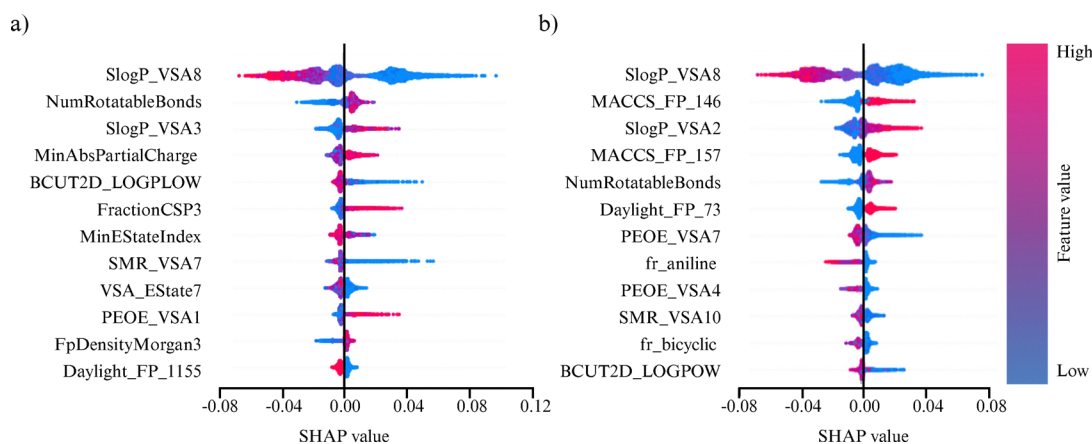 a)
SlogP_VSA8
NumRotatableBonds
SlogP_VSA3
MinAbsPartialCharge
BCUT2D_LOGPLOW
FractionCSP3
MinEStateIndex
SMR_VSA7
VSA_EState7
PEOE_VSA1
FpDensityMorgan3
Daylight_FP_1155
-0.08 -0.04 0.00 0.04 0.08 0.12
SHAP value
b)
SlogP_VSA8
MACCS_FP_146
SlogP_VSA2
MACCS_FP_157
NumRotatableBonds
Daylight_FP_73
PEOE_VSA7
fr_aniline
PEOE_VSA4
SMR_VSA10
fr_bicyclic
BCUT2D_LOGPOW
-0.08 -0.04 0.00 0.04 0.08
SHAP value
High
Feature value
Low